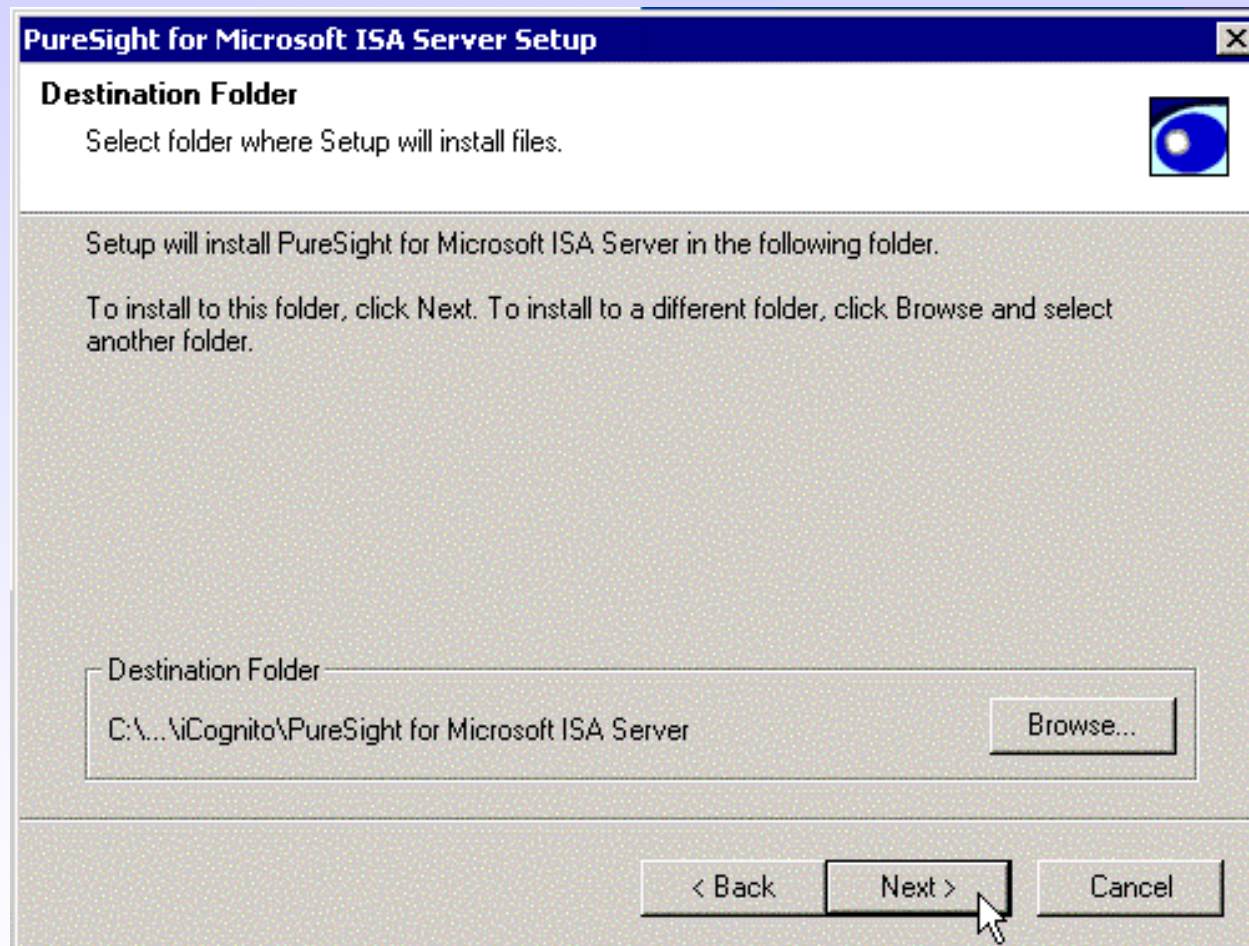 PureSight for Microsoft ISA Server Setup
Destination Folder
Select folder where Setup will install files.
Setup will install PureSight for Microsoft ISA Server in the following folder.
To install to this folder, click Next. To install to a different folder, click Browse and select
another folder.
Destination Folder
C:\...\iCognito\PureSight for Microsoft ISA Server
Browse...
< Back
Next >
Cancel